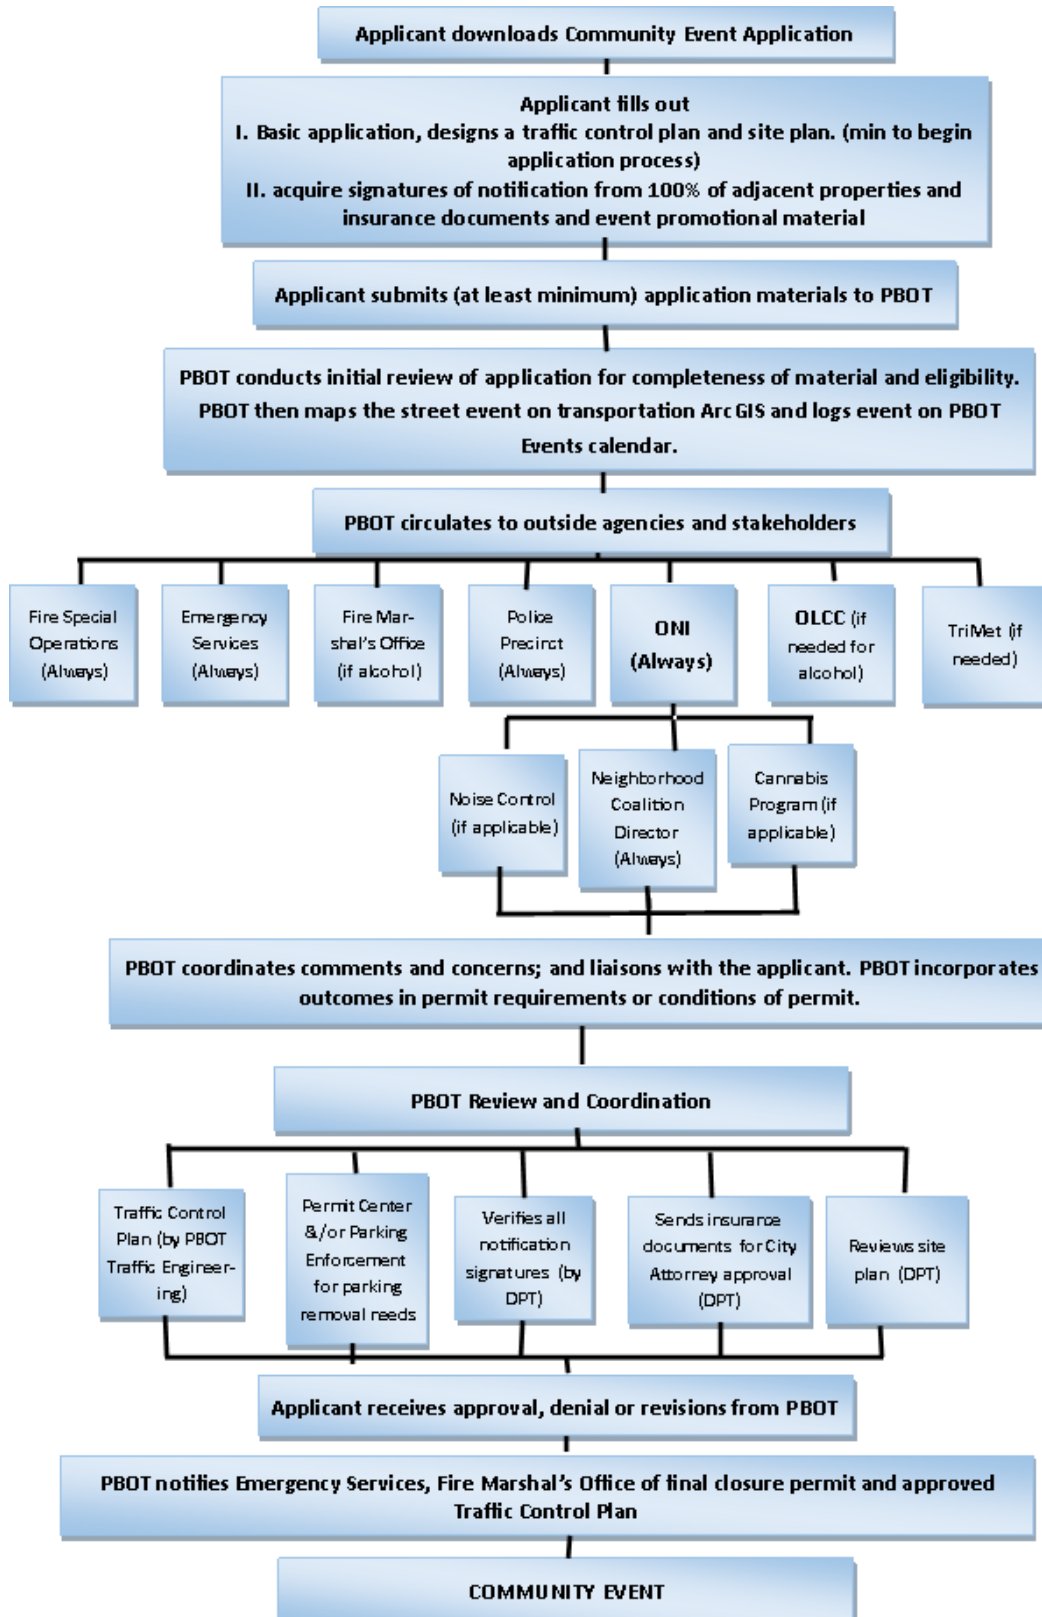 Applicant downloads Community Event Application
Applicant fills out
I. Basic application, designs a traffic control plan and site plan. (min to begin
application process)
II. acquire signatures of notification from 100% of adjacent properties and
insurance documents and event promotional material
Applicant submits (at least minimum) application materials to PBOT
PBOT conducts initial review of application for completeness of material and eligibility.
PBOT then maps the street event on transportation Arc GIS and logs event on PBOT
Events calendar.
PBOT circulates to outside agencies and stakeholders
Fire Special
Operations
(Always)
Emergency
Services
(Always)
Fire Mar-
shal's Office
(if alcohol)
Police
Precinct
(Always)
ONI
(Always)
OLCC (if
needed for
alcohol)
TriMet (if
needed)
Noise Control
(if applicable)
Neighborhood
Coalition
Director
(Always)
Cannabis
Program (if
applicable)
PBOT coordinates comments and concerns; and liaisons with the applicant. PBOT incorporates
outcomes in permit requirements or conditions of permit.
PBOT Review and Coordination
Traffic Control
Plan (by PBOT
Traffic Engineer-
ing)
Permit Center
&/or Parking
Enforcement
for parking
removal needs
Verifies all
notification
signatures (by
DPT)
Sends insurance
documents for City
Attorney approval
(DPT)
Reviews site
plan (DPT)
Applicant receives approval, denial or revisions from PBOT
PBOT notifies Emergency Services, Fire Marshal's Office of final closure permit and approved
Traffic Control Plan
COMMUNITY EVENT